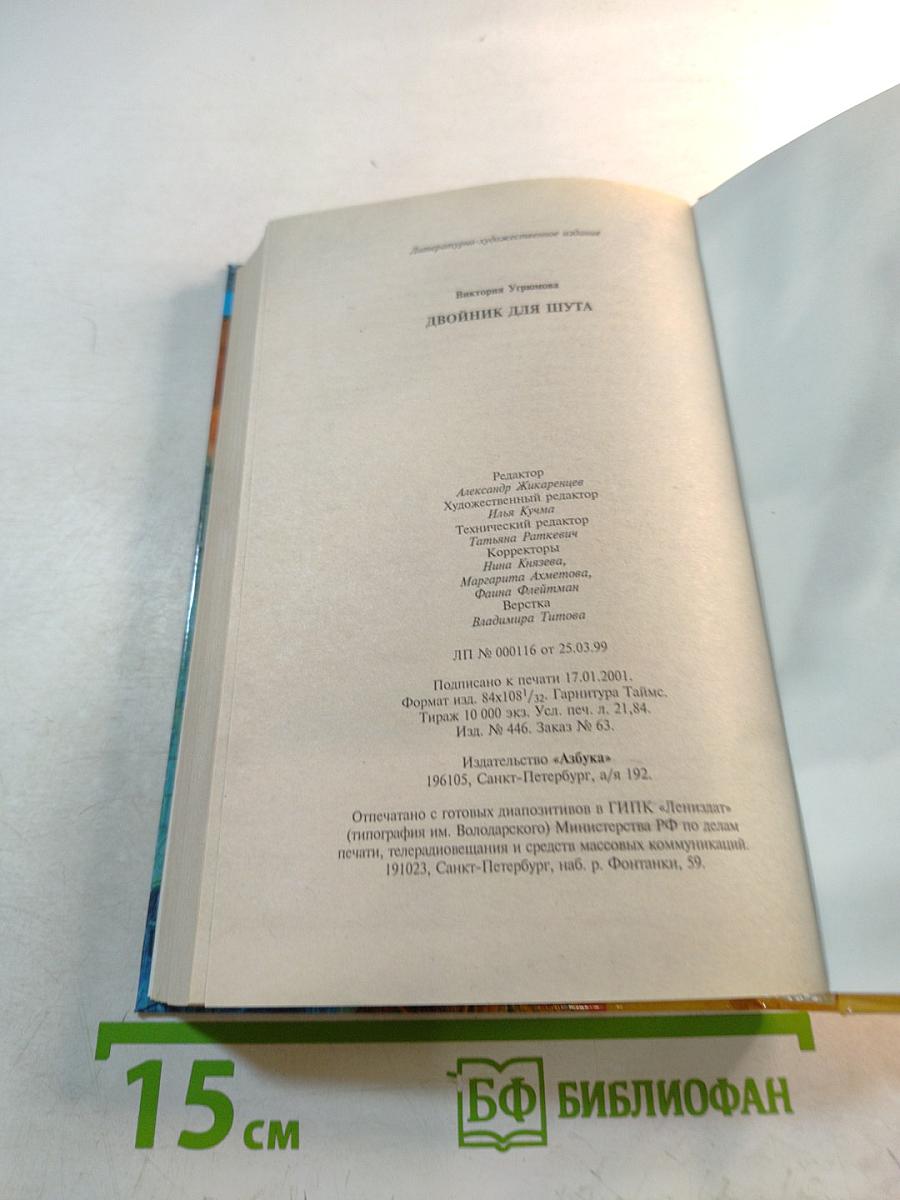 Литературно-художественное издание
Виктория Угрюмова
ДВОЙНИК ДЛЯ ШУТА
Редактор
Александр Жикаренцев
Художественный редактор
Илья Кучма
Технический редактор
Татьяна Раткевич
Корректоры
Нина Князева,
Маргарита Ахметова,
Фаина Флейтман
Верстка
Владимира Титова
ЛП № 000116 от 25.03.99
Подписано к печати 17.01.2001.
Формат изд. 84х108¹/₃₂. Гарнитура Таймс.
Тираж 10 000 экз. Усл. печ. л. 21,84.
Изд. № 446. Заказ № 63.
Издательство «Азбука»
196105, Санкт-Петербург, а/я 192.
Отпечатано с готовых диапозитивов в ГИПК «Лениздат»
(типография им. Володарского) Министерства РФ по делам
печати, телерадиовещания и средств массовых коммуникаций.
191023, Санкт-Петербург, наб. р. Фонтанки, 59.
15 см
БФ БИБЛИОФАН